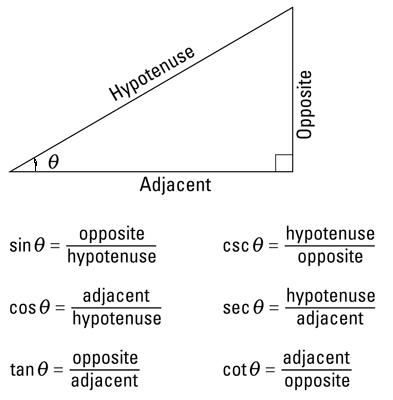 Hypotenuse
Opposite
θ
Adjacent
sin θ = opposite/hypotenuse
csc θ = hypotenuse/opposite
cos θ = adjacent/hypotenuse
sec θ = hypotenuse/adjacent
tan θ = opposite/adjacent
cot θ = adjacent/opposite